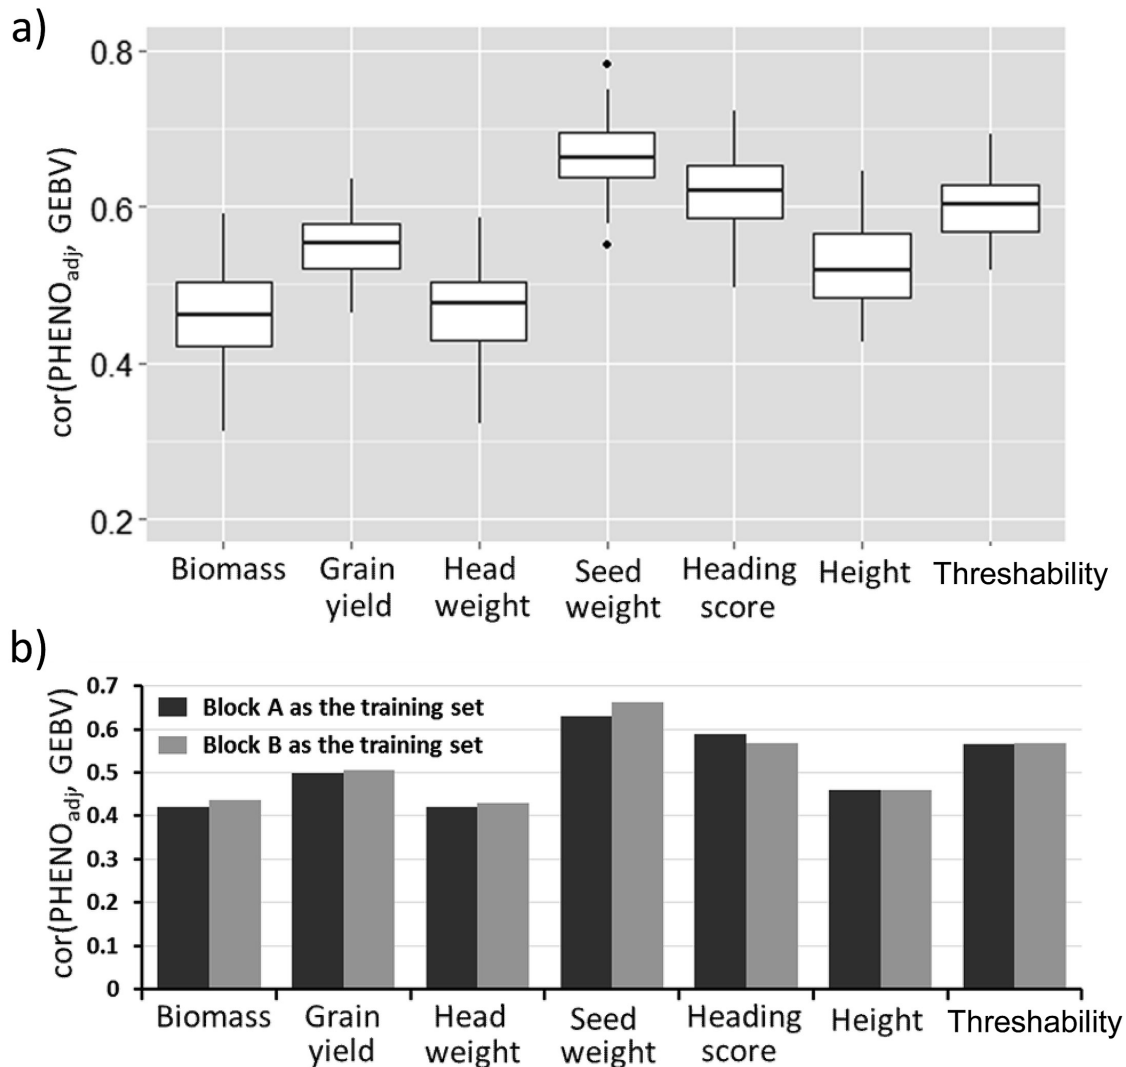 a)
cor(PHENOadj, GEBV)
0.8
0.6
0.4
0.2
Biomass
Grain
yield
Head
weight
Seed
weight
Heading
score
Height
Threshability
b)
cor(PHENOadj, GEBV)
0.7
0.6
0.5
0.4
0.3
0.2
0.1
0
Block A as the training set
Block B as the training set
Biomass
Grain
yield
Head
weight
Seed
weight
Heading
score
Height
Threshability